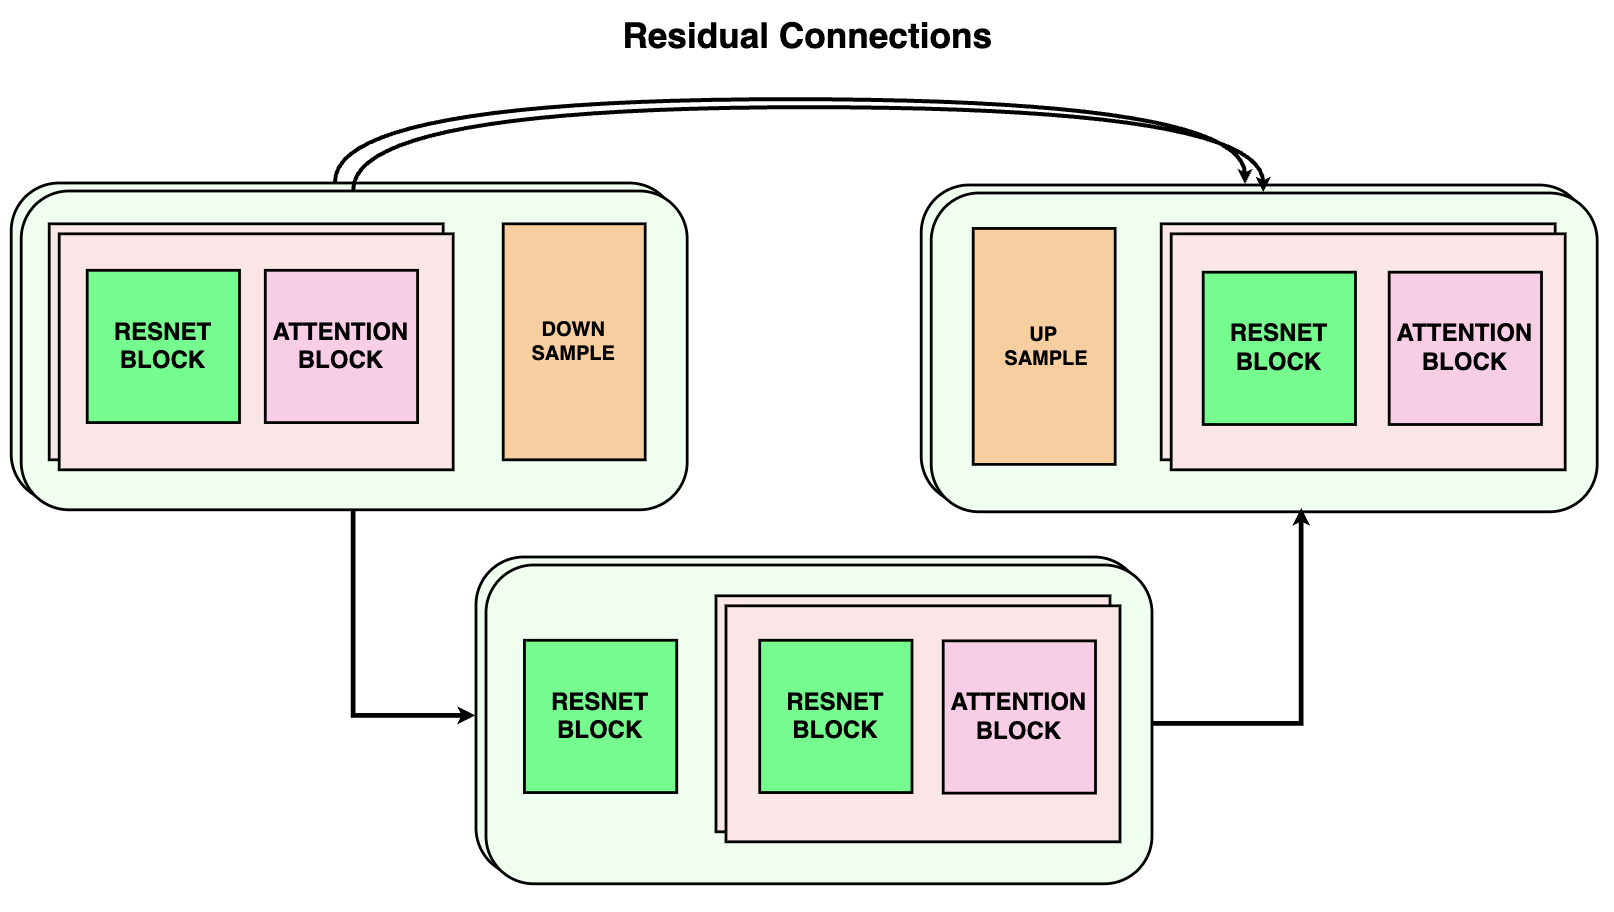 Residual Connections
RESNET
BLOCK
ATTENTION
BLOCK
DOWN
SAMPLE
UP
SAMPLE
RESNET
BLOCK
ATTENTION
BLOCK
RESNET
BLOCK
RESNET
BLOCK
ATTENTION
BLOCK